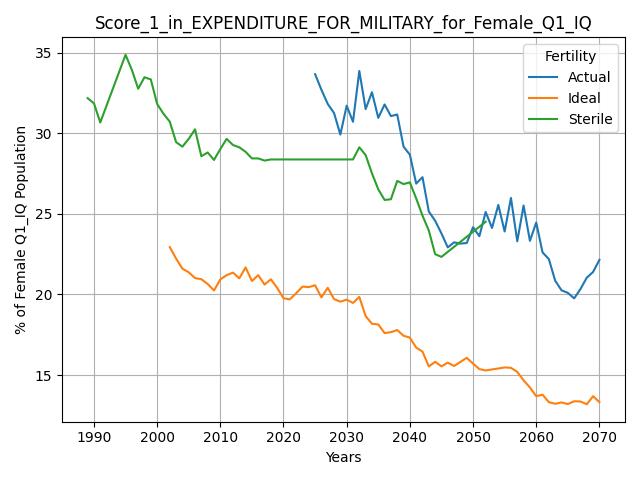 Score_1_in_EXPENDITURE_FOR_MILITARY_for_Female_Q1_IQ
Fertility
Actual
Ideal
Sterile
% of Female Q1_IQ Population
35
30
25
20
15
1990 2000 2010 2020 2030 2040 2050 2060 2070
Years